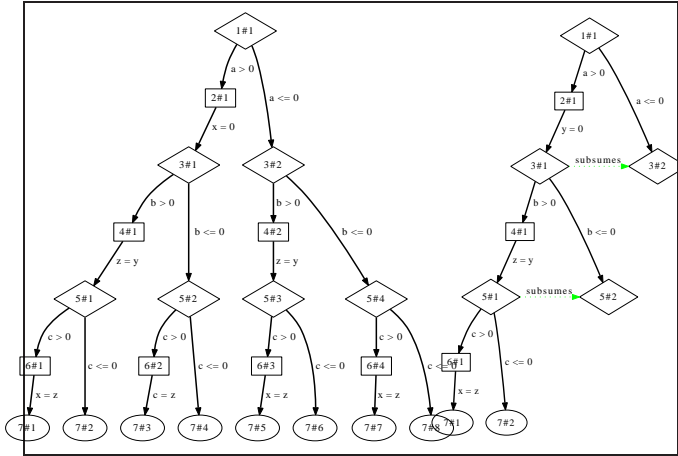 1#1
1#1
a > 0
a > 0
2#1
a <= 0
2#1
a <= 0
x = 0
y = 0
3#1
3#2
3#1
subsumes
3#2
b > 0
b > 0
b > 0
4#1
b <= 0
4#2
b <= 0
4#1
b <= 0
z = y
z = y
z = y
5#1
5#2
5#3
5#4
5#1
subsumes
5#2
c > 0
c > 0
c > 0
c > 0
c > 0
6#1
c <= 0
6#2
c <= 0
6#3
c <= 0
6#4
c <= 0
6#1
c <= 0
x = z
c = z
x = z
x = z
x = z
7#1
7#2
7#3
7#4
7#5
7#6
7#7
7#8
7#1
7#2